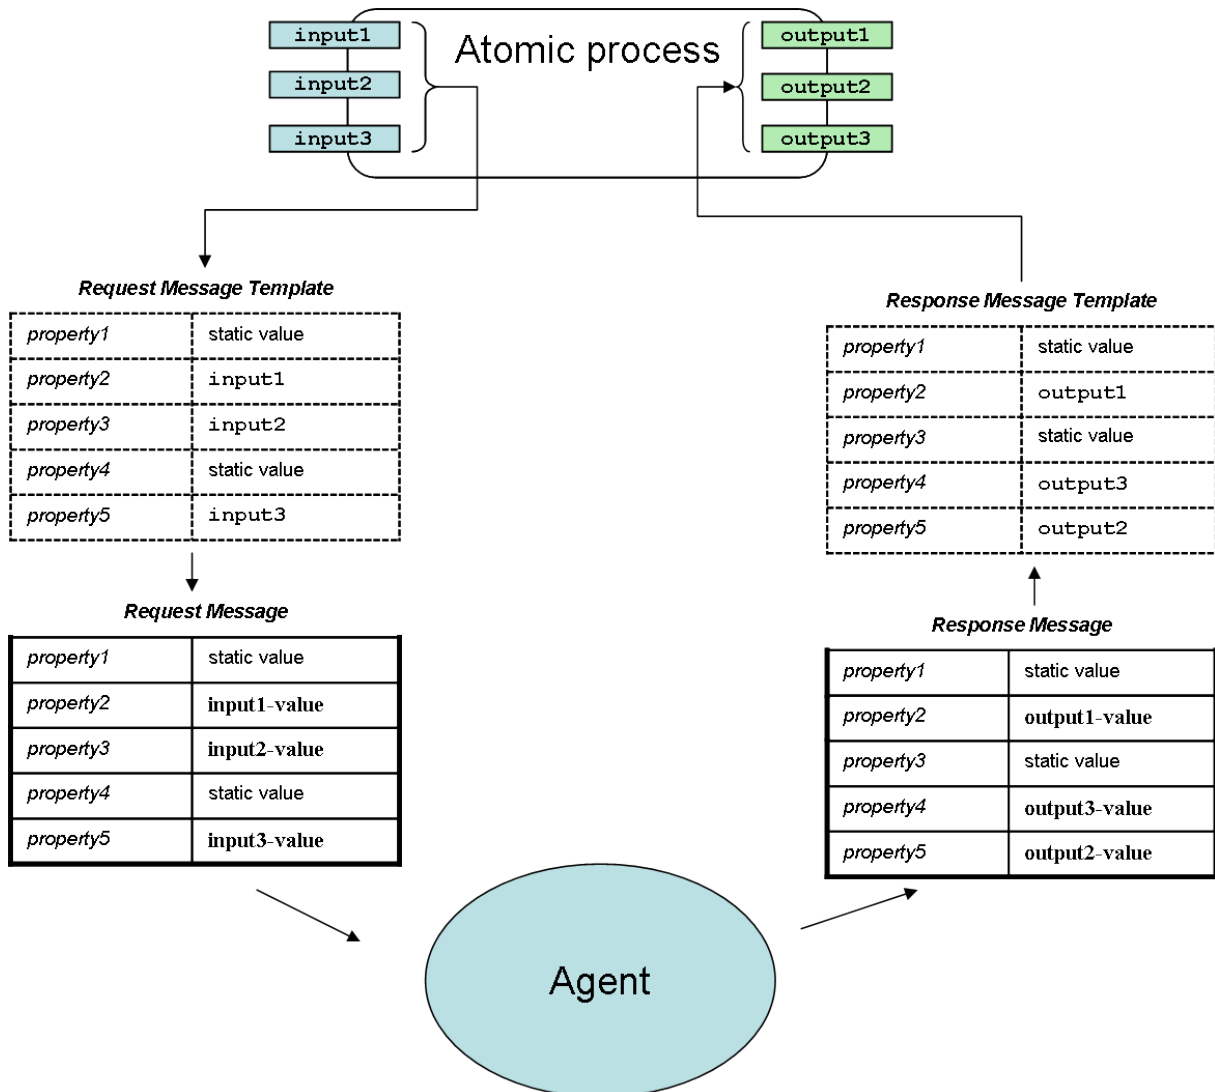 input1
input2
input3
Atomic process
output1
output2
output3
Request Message Template
property1 static value
property2 input1
property3 input2
property4 static value
property5 input3
Request Message
property1 static value
property2 input1-value
property3 input2-value
property4 static value
property5 input3-value
Response Message Template
property1 static value
property2 output1
property3 static value
property4 output3
property5 output2
Response Message
property1 static value
property2 output1-value
property3 static value
property4 output3-value
property5 output2-value
Agent